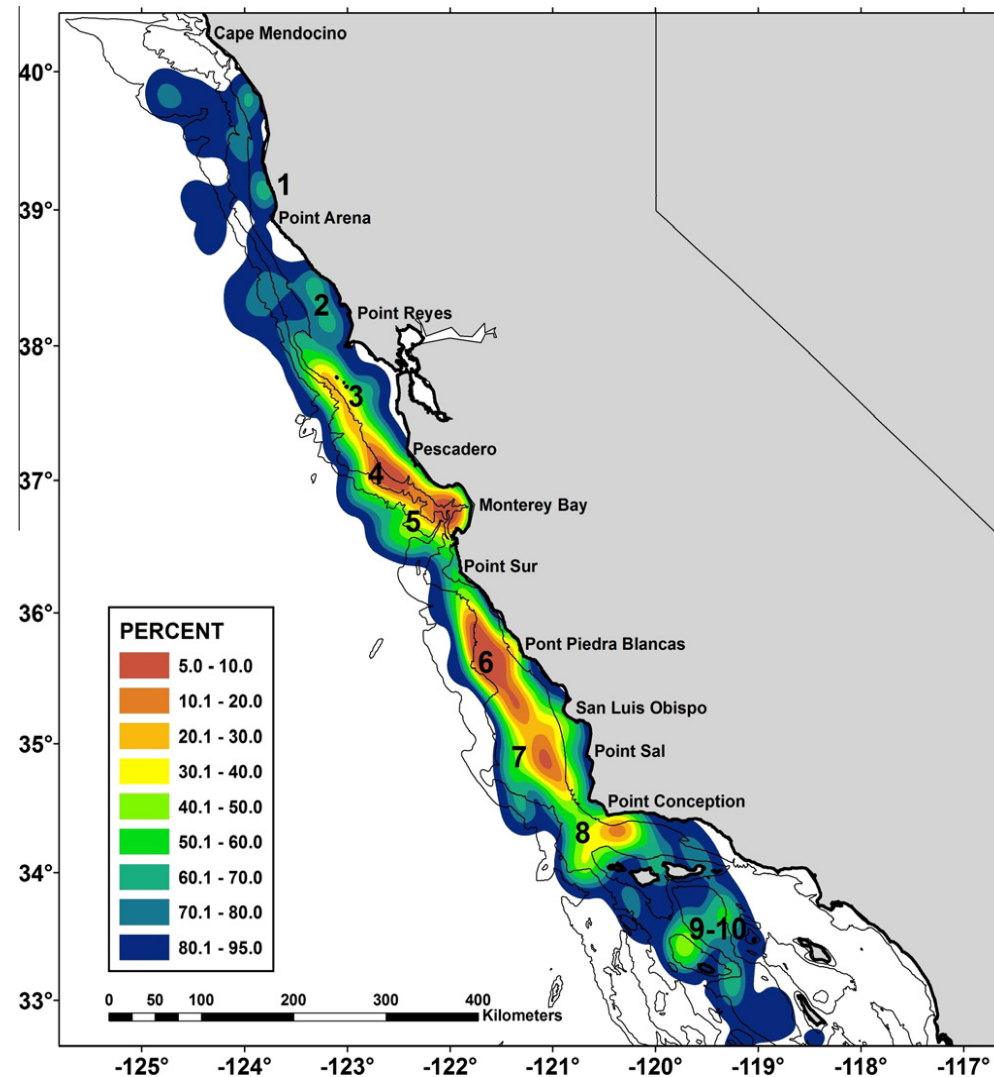 Cape Mendocino
40°
1
39°
Point Arena
2
Point Reyes
38°
3
Pescadero
4
37°
Monterey Bay
5
Point Sur
36°
PERCENT
5.0 - 10.0
10.1 - 20.0
20.1 - 30.0
30.1 - 40.0
40.1 - 50.0
50.1 - 60.0
60.1 - 70.0
70.1 - 80.0
80.1 - 95.0
Pont Piedra Blancas
6
San Luis Obispo
35°
7
Point Sal
Point Conception
8
34°
9-10
33°
0 50 100 200 300 400
Kilometers
-125° -124° -123° -122° -121° -120° -119° -118° -117°